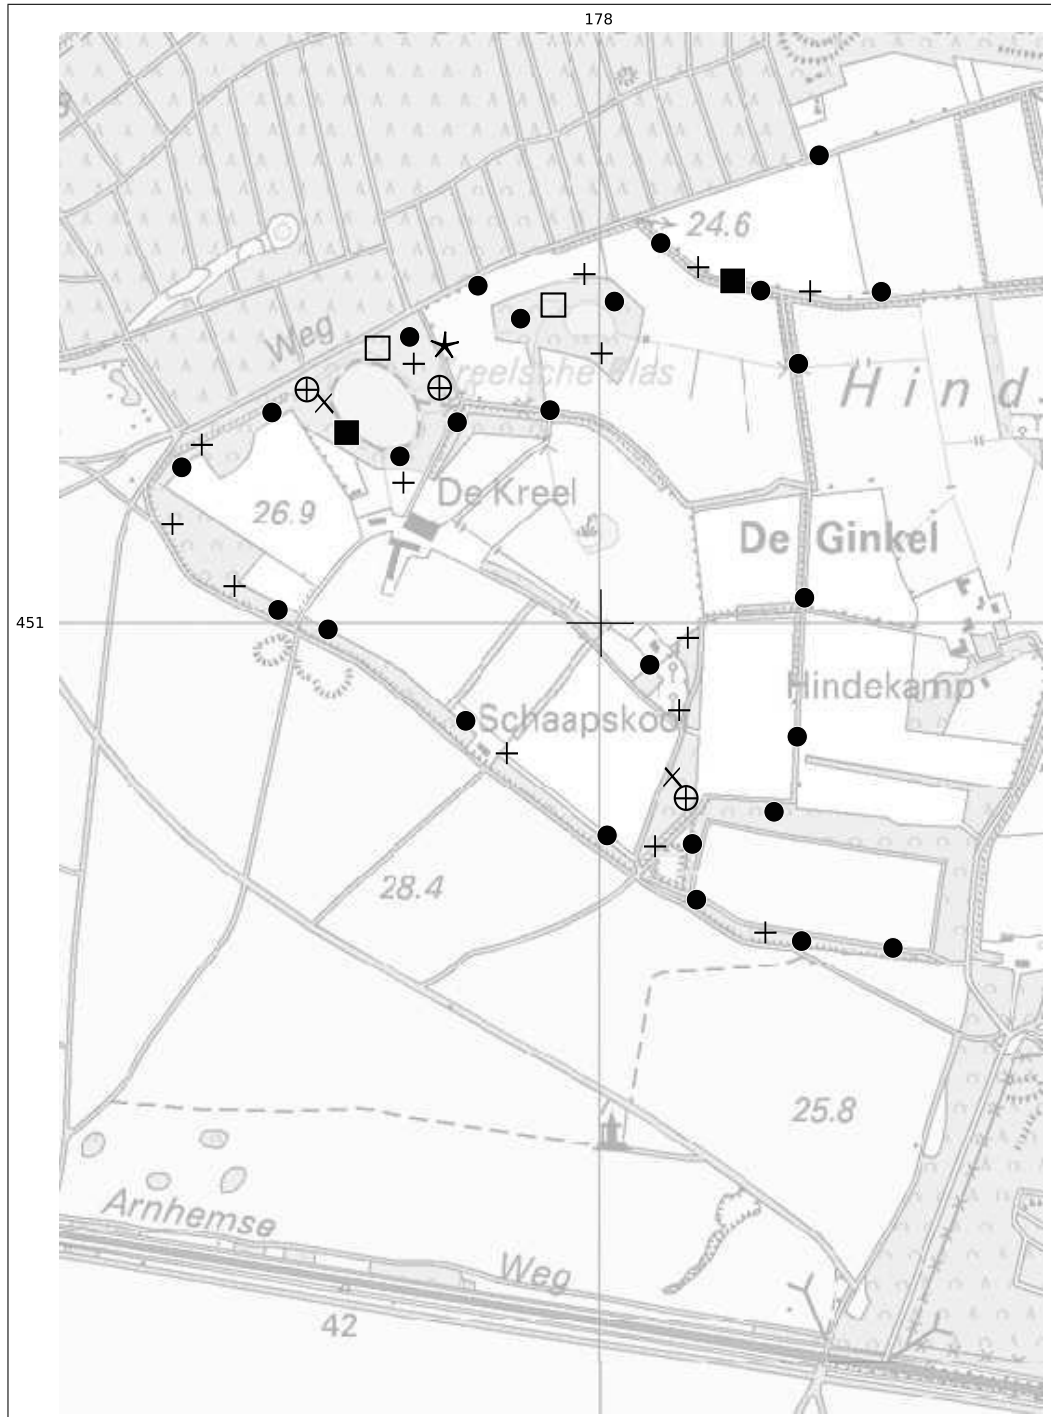 178
24.6
Weg
reelsche Plas
Hind.
De Kreel
26.9
De Ginkel
451
Hindekamp
Schaapskooi
28.4
25.8
Arnhemse
Weg
42